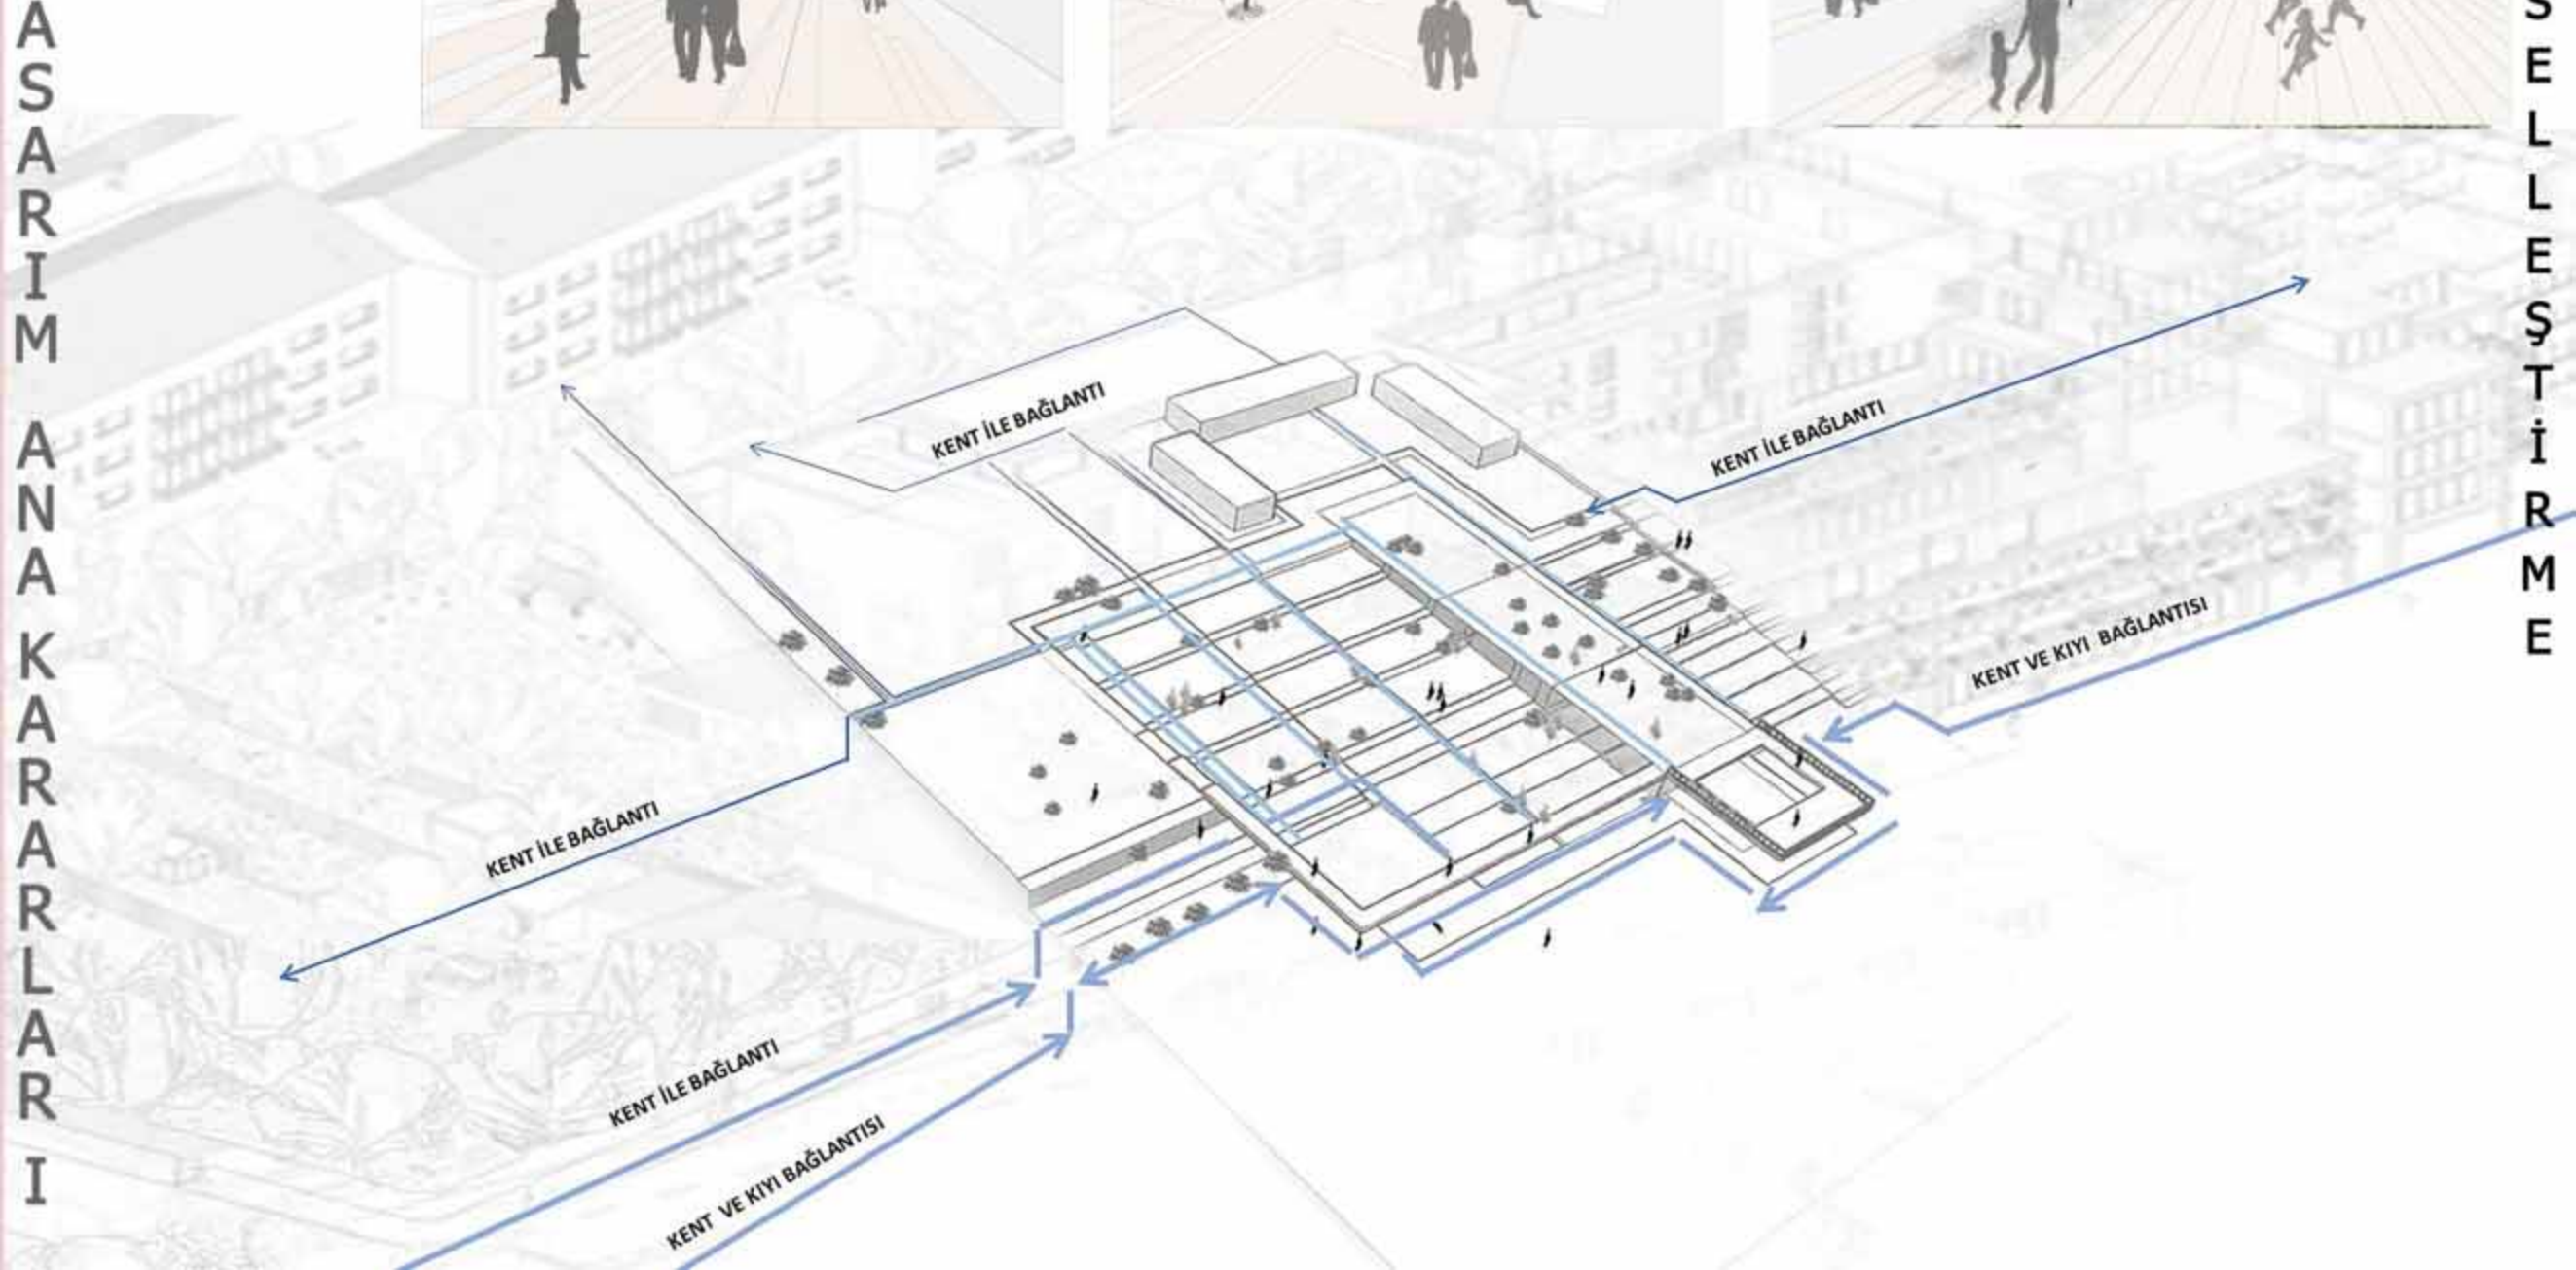 ASARIM ANA KARARLARI
SELLEŞTİRME
KENT İLE BAĞLANTI
KENT İLE BAĞLANTI
KENT VE KIYI BAĞLANTISI
KENT İLE BAĞLANTI
KENT İLE BAĞLANTI
KENT VE KIYI BAĞLANTISI